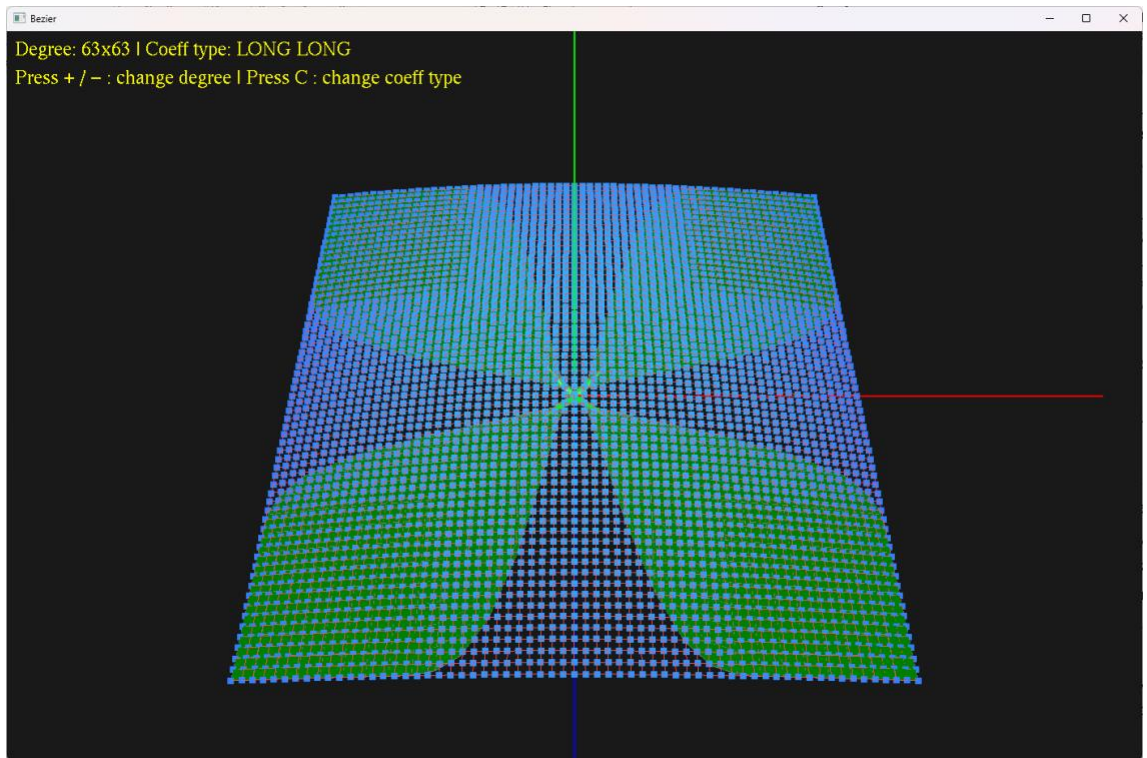 Bezier
Degree: 63x63 | Coeff type: LONG LONG
Press + / − : change degree | Press C : change coeff type